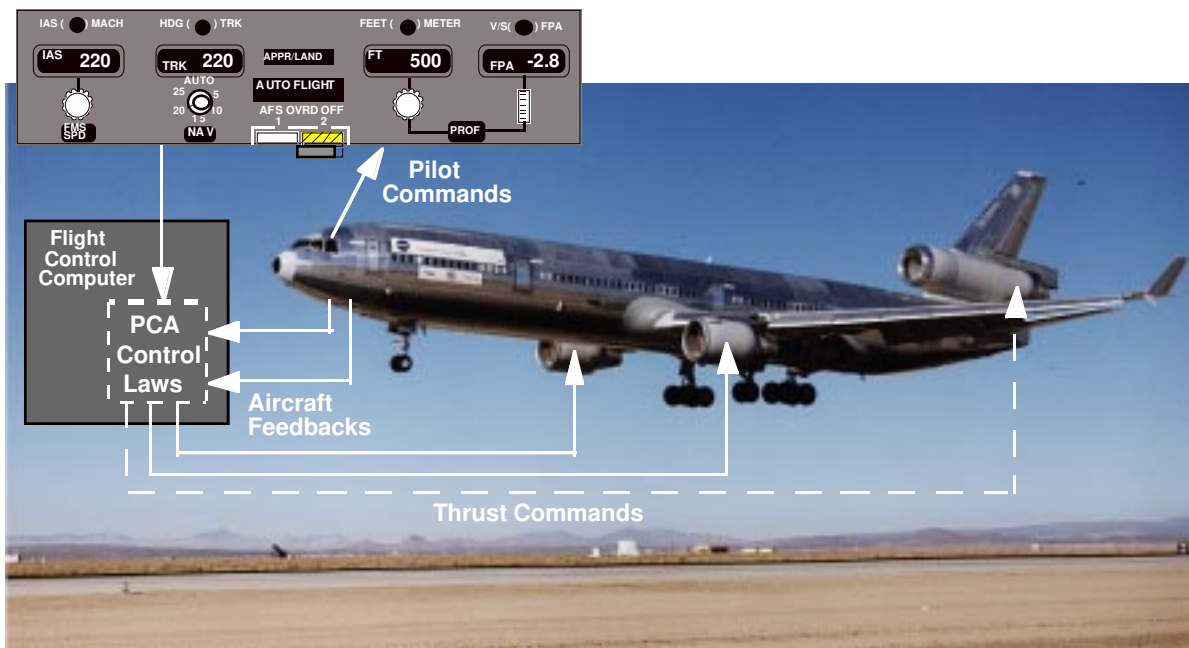 IAS ( ) MACH
HDG ( ) TRK
FEET ( ) METER
V/S( ) FPA
IAS 220
TRK 220
APPR/LAND
FT 500
FPA -2.8
AUTO
25 5
20 10
15
AUTO FLIGHT
AFS OVRD OFF
1 2
FMS
SPD
NAV
PROF
Pilot
Commands
Flight
Control
Computer
PCA
Control
Laws
Aircraft
Feedbacks
Thrust Commands